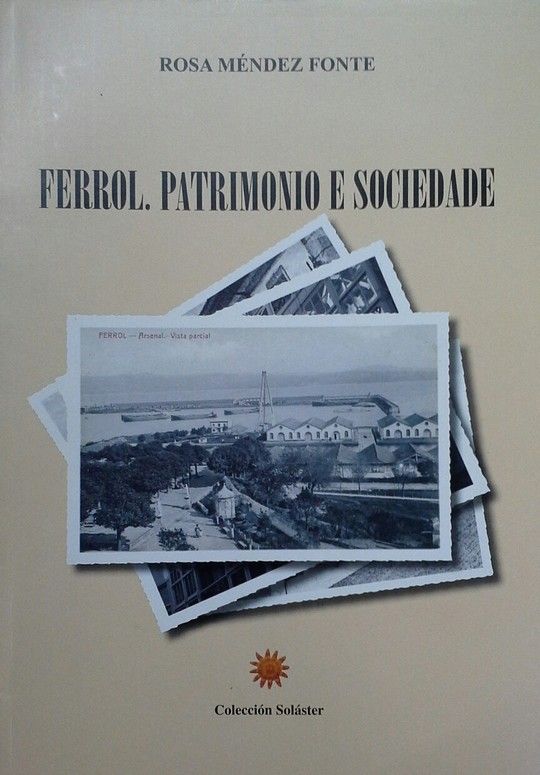 ROSA MÉNDEZ FONTE
FERROL. PATRIMONIO E SOCIEDADE
FERROL — Arsenal.- Vista parcial
Colección Soláster